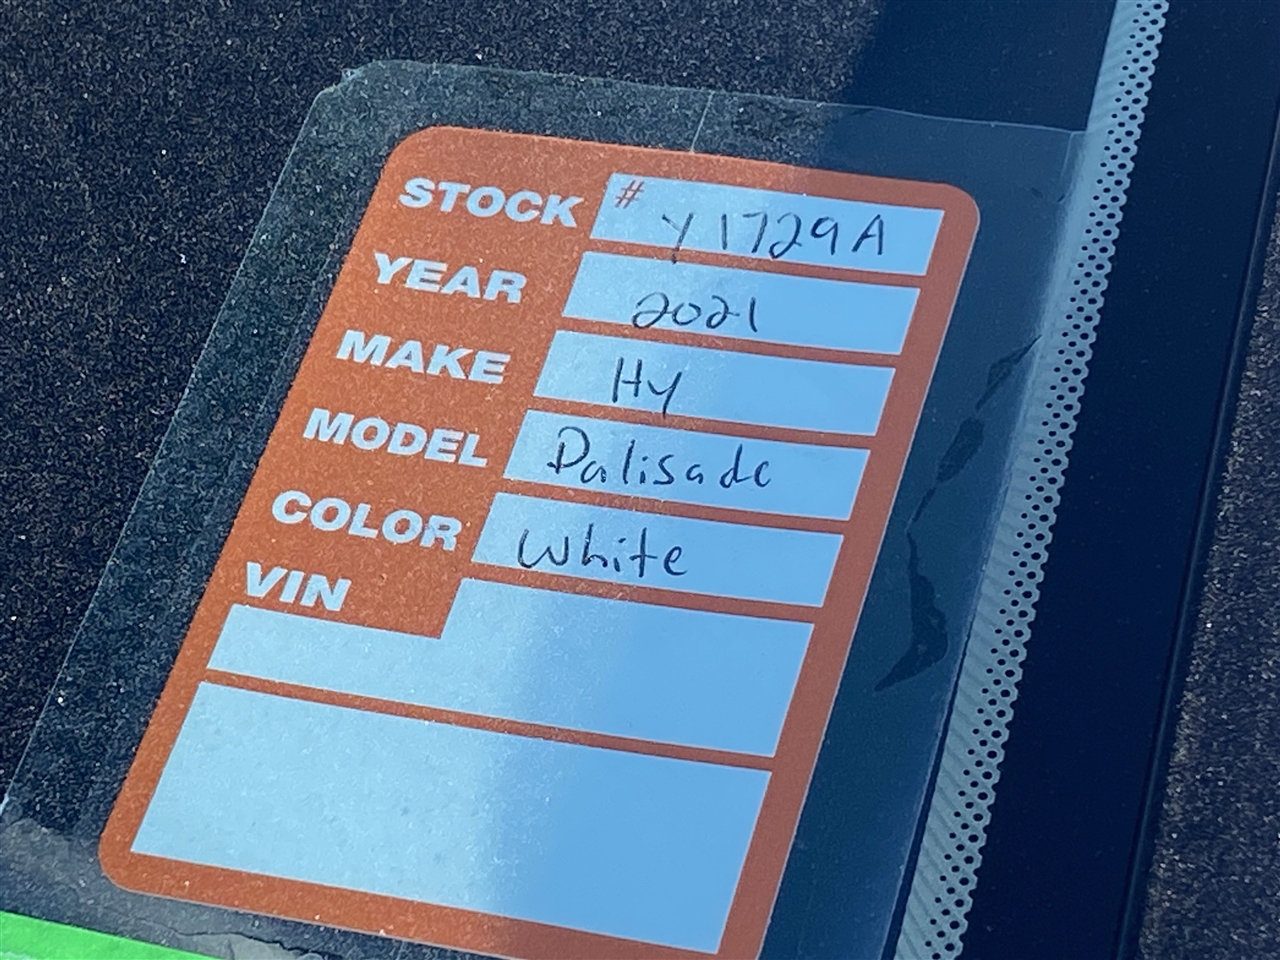 STOCK # Y1729A
YEAR 2021
MAKE Hy
MODEL Palisade
COLOR White
VIN